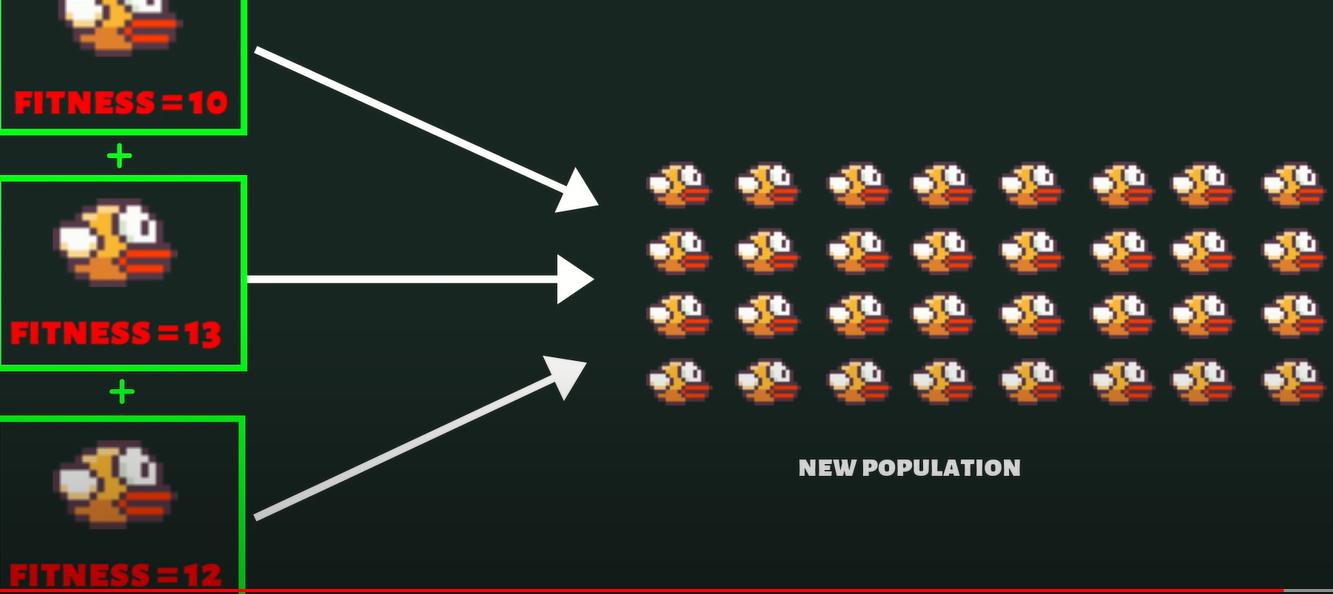 FITNESS = 10
+
FITNESS = 13
+
FITNESS = 12
NEW POPULATION